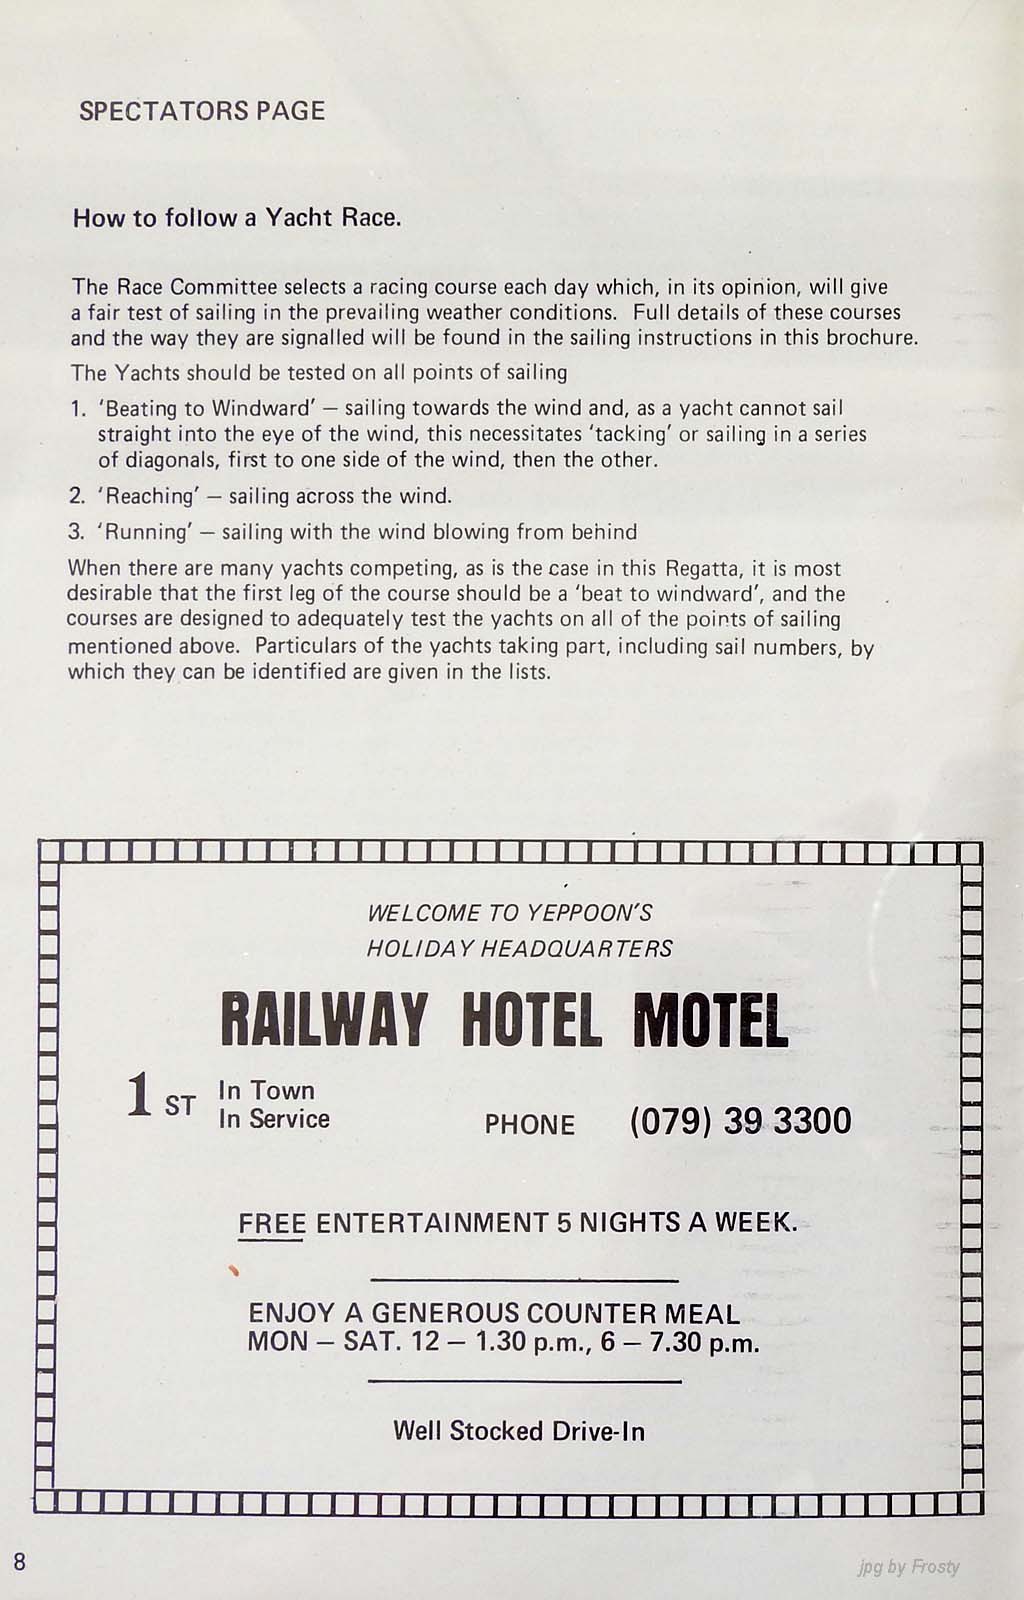 SPECTATORS PAGE
How to follow a Yacht Race.
The Race Committee selects a racing course each day which, in its opinion, will give
a fair test of sailing in the prevailing weather conditions. Full details of these courses
and the way they are signalled will be found in the sailing instructions in this brochure.
The Yachts should be tested on all points of sailing
1. 'Beating to Windward' — sailing towards the wind and, as a yacht cannot sail
straight into the eye of the wind, this necessitates 'tacking' or sailing in a series
of diagonals, first to one side of the wind, then the other.
2. 'Reaching' — sailing across the wind.
3. 'Running' — sailing with the wind blowing from behind
When there are many yachts competing, as is the case in this Regatta, it is most
desirable that the first leg of the course should be a 'beat to windward', and the
courses are designed to adequately test the yachts on all of the points of sailing
mentioned above. Particulars of the yachts taking part, including sail numbers, by
which they can be identified are given in the lists.
WELCOME TO YEPPOON'S
HOLIDAY HEADQUARTERS
RAILWAY HOTEL MOTEL
1ST In Town
In Service
PHONE (079) 39 3300
FREE ENTERTAINMENT 5 NIGHTS A WEEK.
ENJOY A GENEROUS COUNTER MEAL
MON — SAT. 12 — 1.30 p.m., 6 — 7.30 p.m.
Well Stocked Drive-In
8
jpg by Frosty